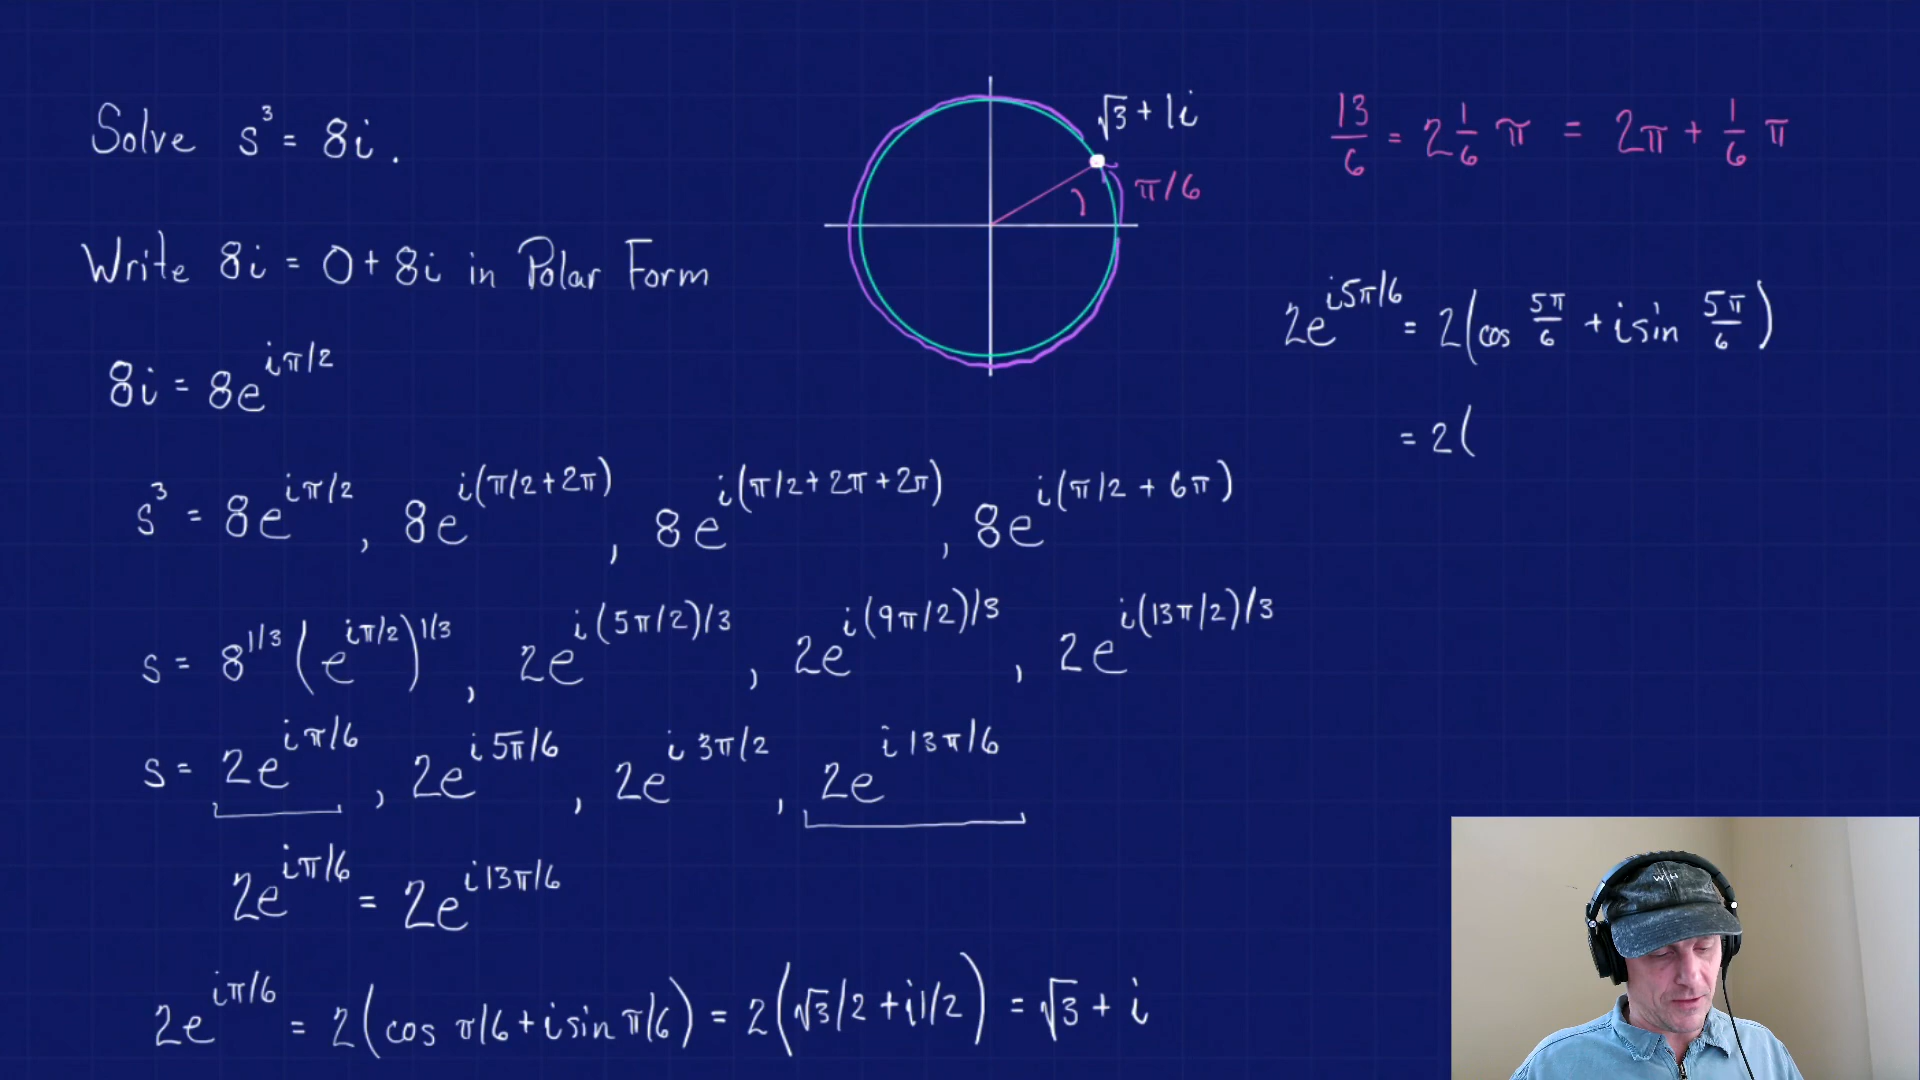 Solve s³ = 8i.
Write 8i = 0 + 8i in Polar Form
8i = 8e^(iπ/2)
s³ = 8e^(iπ/2), 8e^(i(π/2+2π)), 8e^(i(π/2+2π+2π)), 8e^(i(π/2 + 6π))
s = 8^(1/3) (e^(iπ/2))^(1/3), 2e^(i(5π/2)/3), 2e^(i(9π/2)/3), 2e^(i(13π/2)/3)
s = 2e^(iπ/6), 2e^(i5π/6), 2e^(i3π/2), 2e^(i13π/6)
2e^(iπ/6) = 2e^(i13π/6)
2e^(iπ/6) = 2(cos π/6 + i sin π/6) = 2(√3/2 + i1/2) = √3 + i
√3 + 1i
π/6
13/6 = 2 1/6 π = 2π + 1/6 π
2e^(i5π/6) = 2(cos 5π/6 + i sin 5π/6)
= 2(
WH